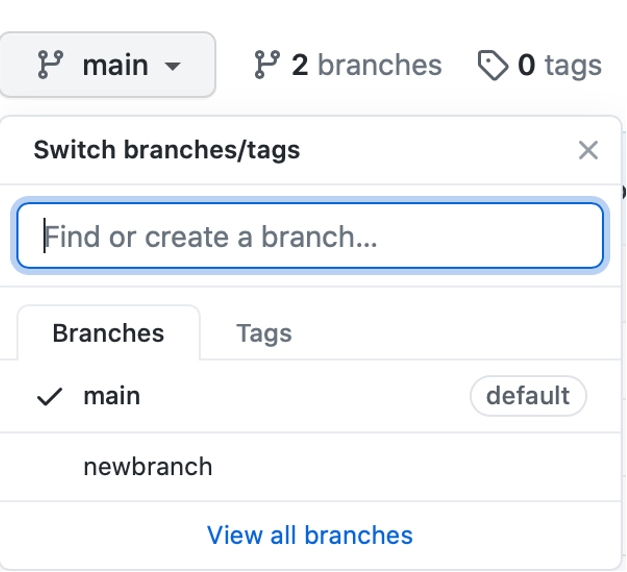 main 2 branches 0 tags
Switch branches/tags
Find or create a branch...
Branches Tags
main default
newbranch
View all branches